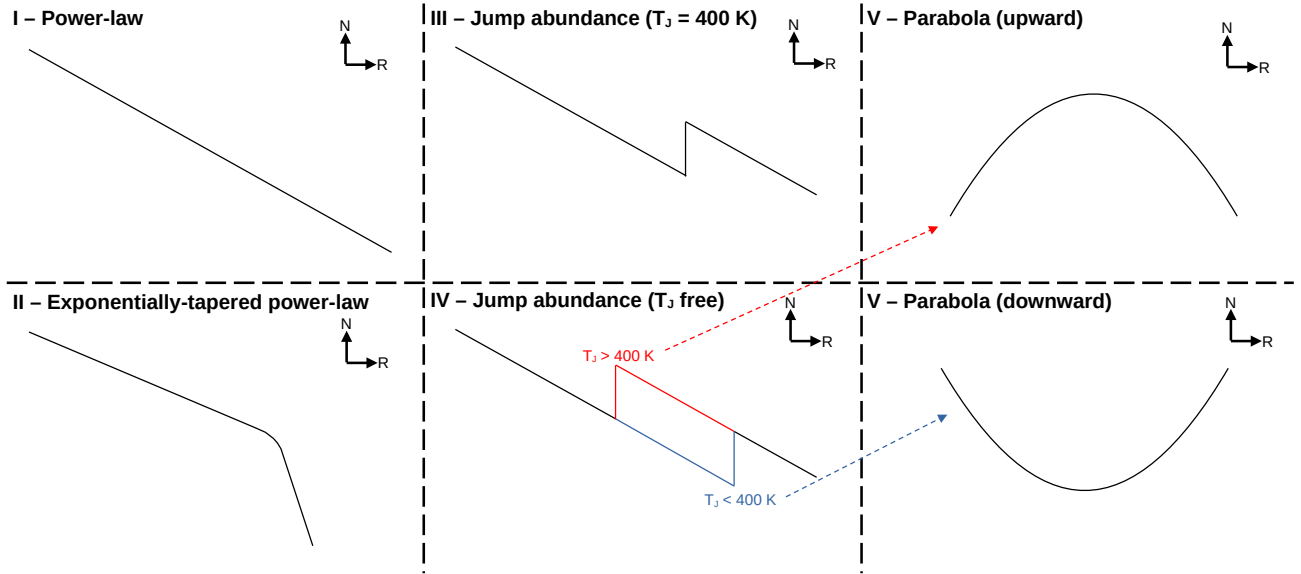 I – Power-law
N
R
III – Jump abundance (TJ = 400 K)
N
R
V – Parabola (upward)
N
R
II – Exponentially-tapered power-law
N
R
IV – Jump abundance (TJ free)
N
R
TJ > 400 K
TJ < 400 K
V – Parabola (downward)
N
R